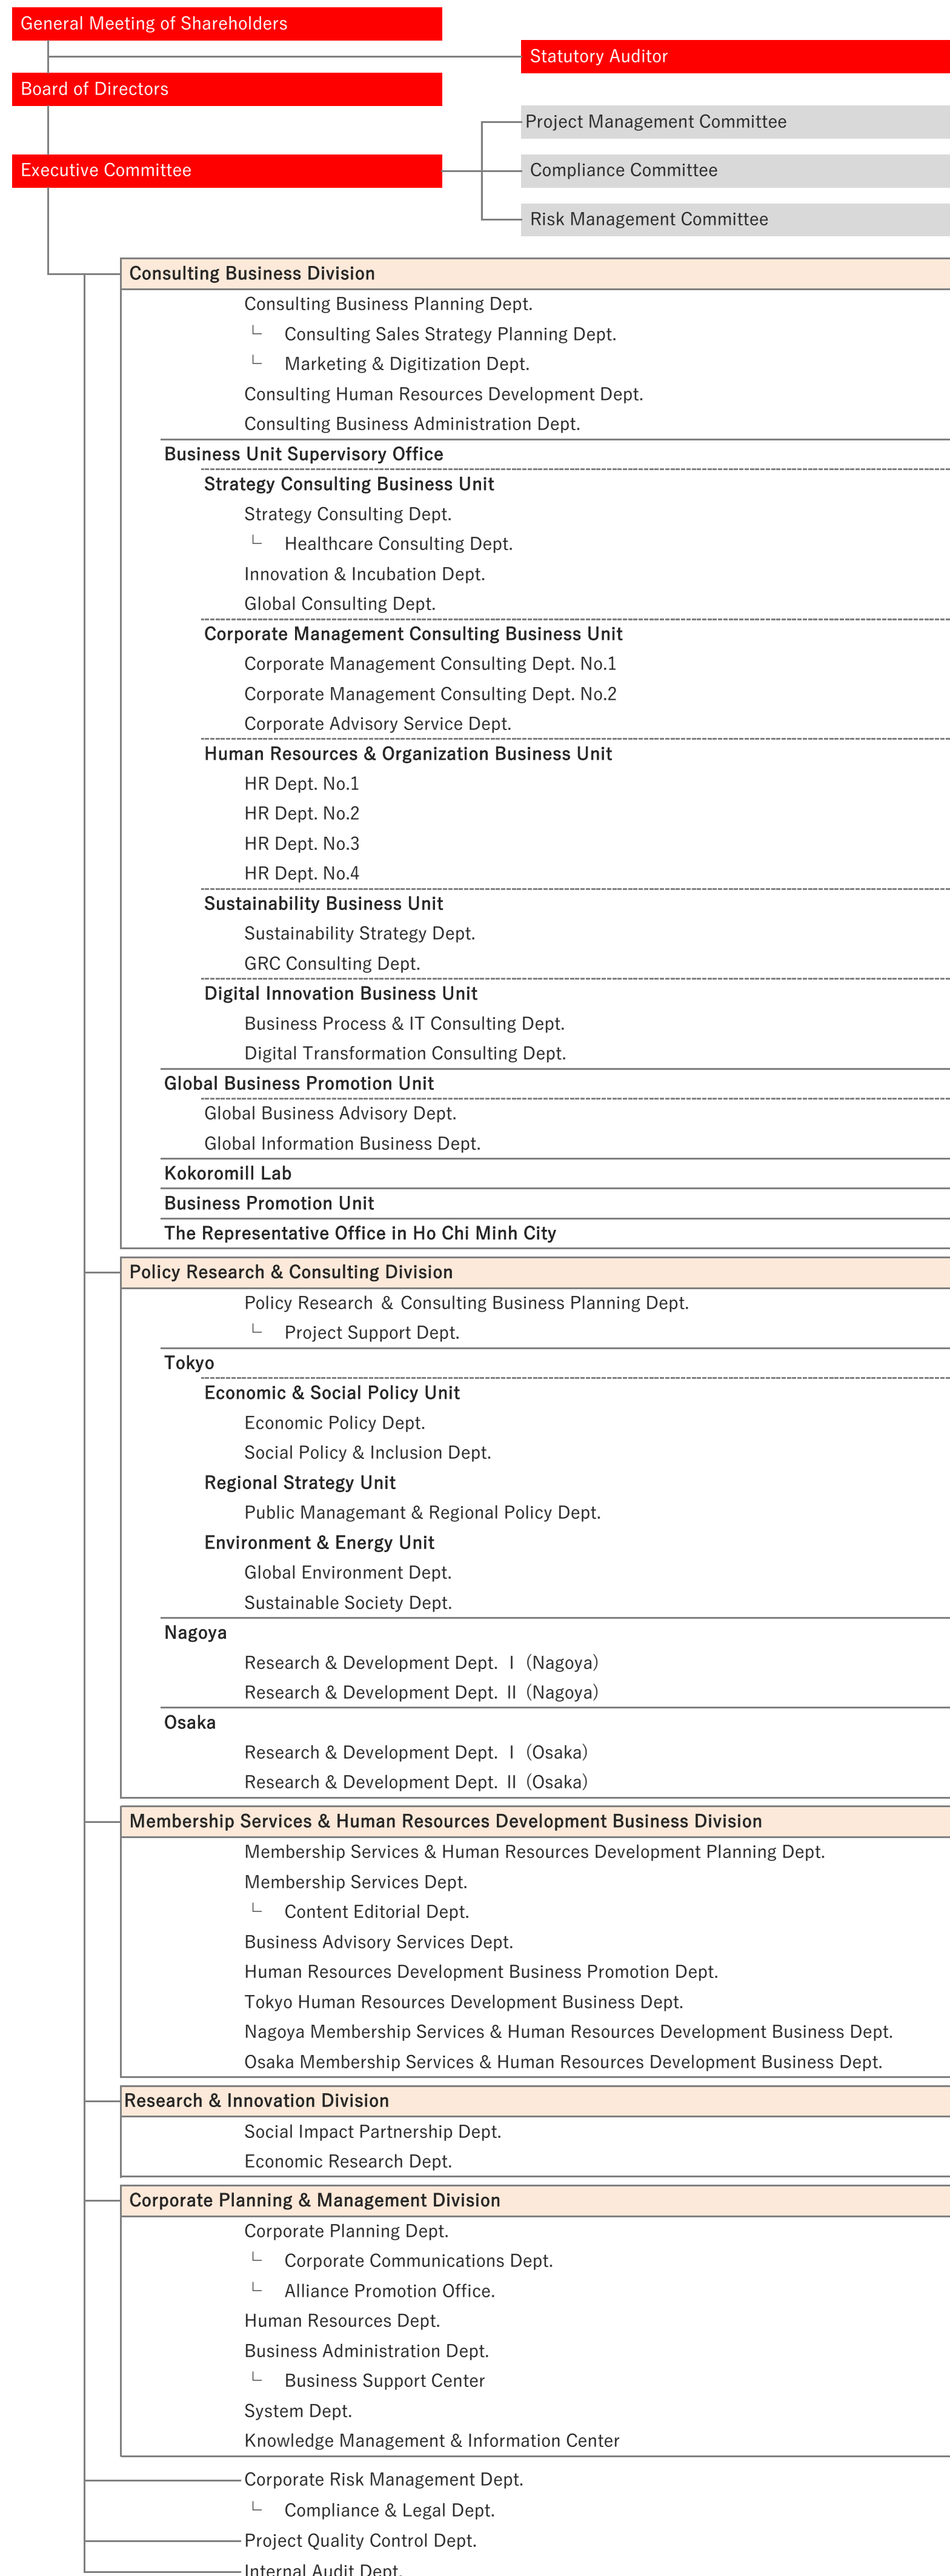 General Meeting of Shareholders
Statutory Auditor
Board of Directors
Project Management Committee
Executive Committee
Compliance Committee
Risk Management Committee
Consulting Business Division
Consulting Business Planning Dept.
└ Consulting Sales Strategy Planning Dept.
└ Marketing & Digitization Dept.
Consulting Human Resources Development Dept.
Consulting Business Administration Dept.
Business Unit Supervisory Office
Strategy Consulting Business Unit
Strategy Consulting Dept.
└ Healthcare Consulting Dept.
Innovation & Incubation Dept.
Global Consulting Dept.
Corporate Management Consulting Business Unit
Corporate Management Consulting Dept. No.1
Corporate Management Consulting Dept. No.2
Corporate Advisory Service Dept.
Human Resources & Organization Business Unit
HR Dept. No.1
HR Dept. No.2
HR Dept. No.3
HR Dept. No.4
Sustainability Business Unit
Sustainability Strategy Dept.
GRC Consulting Dept.
Digital Innovation Business Unit
Business Process & IT Consulting Dept.
Digital Transformation Consulting Dept.
Global Business Promotion Unit
Global Business Advisory Dept.
Global Information Business Dept.
Kokoromill Lab
Business Promotion Unit
The Representative Office in Ho Chi Minh City
Policy Research & Consulting Division
Policy Research ＆ Consulting Business Planning Dept.
└ Project Support Dept.
Tokyo
Economic & Social Policy Unit
Economic Policy Dept.
Social Policy & Inclusion Dept.
Regional Strategy Unit
Public Managemant & Regional Policy Dept.
Environment & Energy Unit
Global Environment Dept.
Sustainable Society Dept.
Nagoya
Research & Development Dept. Ⅰ（Nagoya）
Research & Development Dept. Ⅱ（Nagoya）
Osaka
Research & Development Dept. Ⅰ（Osaka）
Research & Development Dept. Ⅱ（Osaka）
Membership Services & Human Resources Development Business Division
Membership Services & Human Resources Development Planning Dept.
Membership Services Dept.
└ Content Editorial Dept.
Business Advisory Services Dept.
Human Resources Development Business Promotion Dept.
Tokyo Human Resources Development Business Dept.
Nagoya Membership Services & Human Resources Development Business Dept.
Osaka Membership Services & Human Resources Development Business Dept.
Research & Innovation Division
Social Impact Partnership Dept.
Economic Research Dept.
Corporate Planning & Management Division
Corporate Planning Dept.
└ Corporate Communications Dept.
└ Alliance Promotion Office.
Human Resources Dept.
Business Administration Dept.
└ Business Support Center
System Dept.
Knowledge Management & Information Center
Corporate Risk Management Dept.
└ Compliance & Legal Dept.
Project Quality Control Dept.
Internal Audit Dept.